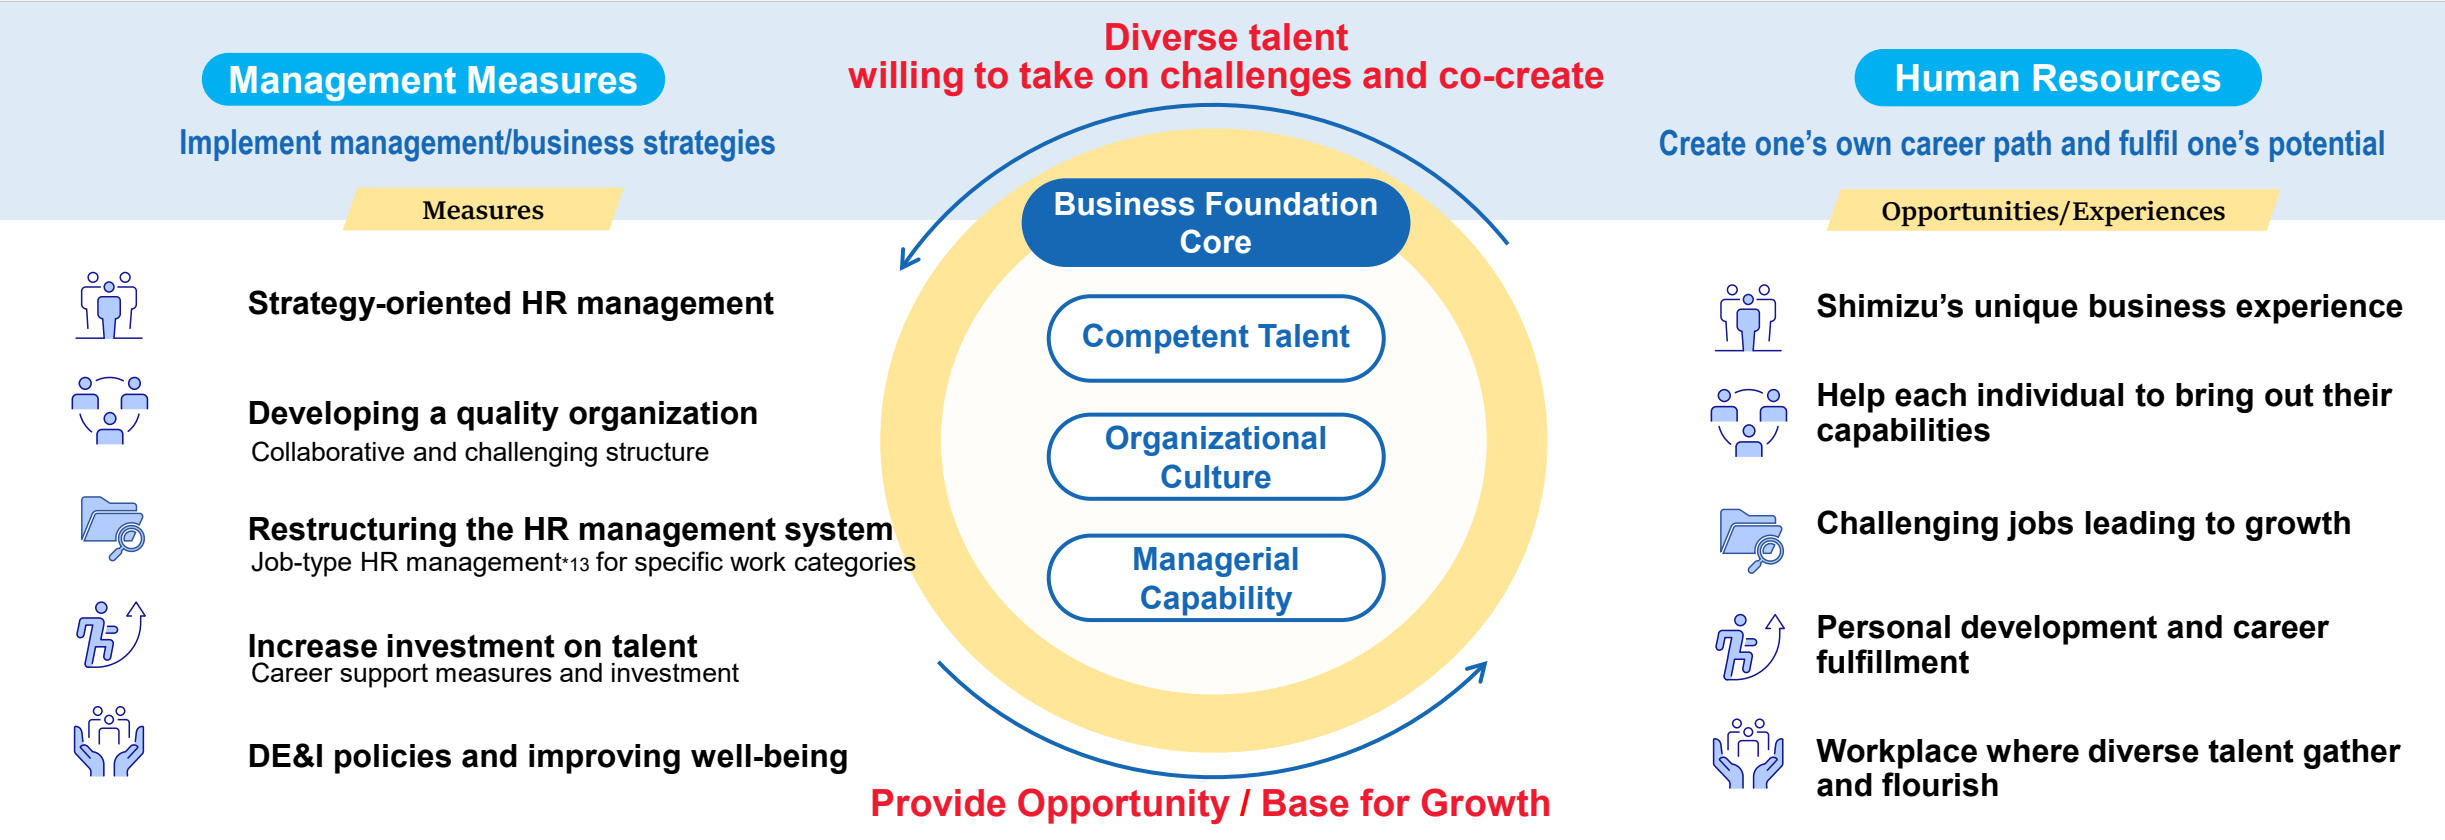 Diverse talent
willing to take on challenges and co-create
Management Measures
Implement management/business strategies
Measures
Strategy-oriented HR management
Developing a quality organization
Collaborative and challenging structure
Restructuring the HR management system
Job-type HR management*13 for specific work categories
Increase investment on talent
Career support measures and investment
DE&I policies and improving well-being
Business Foundation
Core
Competent Talent
Organizational
Culture
Managerial
Capability
Provide Opportunity / Base for Growth
Human Resources
Create one’s own career path and fulfil one’s potential
Opportunities/Experiences
Shimizu’s unique business experience
Help each individual to bring out their
capabilities
Challenging jobs leading to growth
Personal development and career
fulfillment
Workplace where diverse talent gather
and flourish